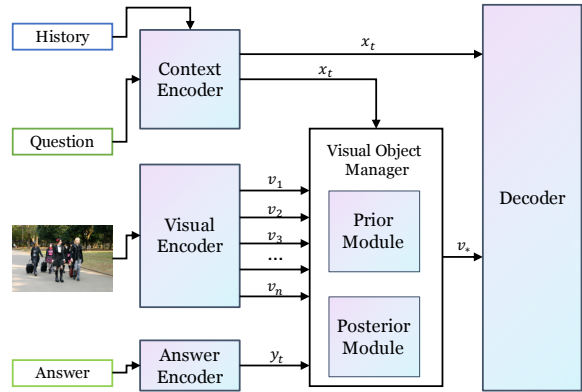 History
Context
Encoder
Question
x_t
x_t
Visual Object
Manager
Prior
Module
Posterior
Module
Decoder
Visual
Encoder
v_1
v_2
v_3
...
v_n
v_*
Answer
Answer
Encoder
y_t